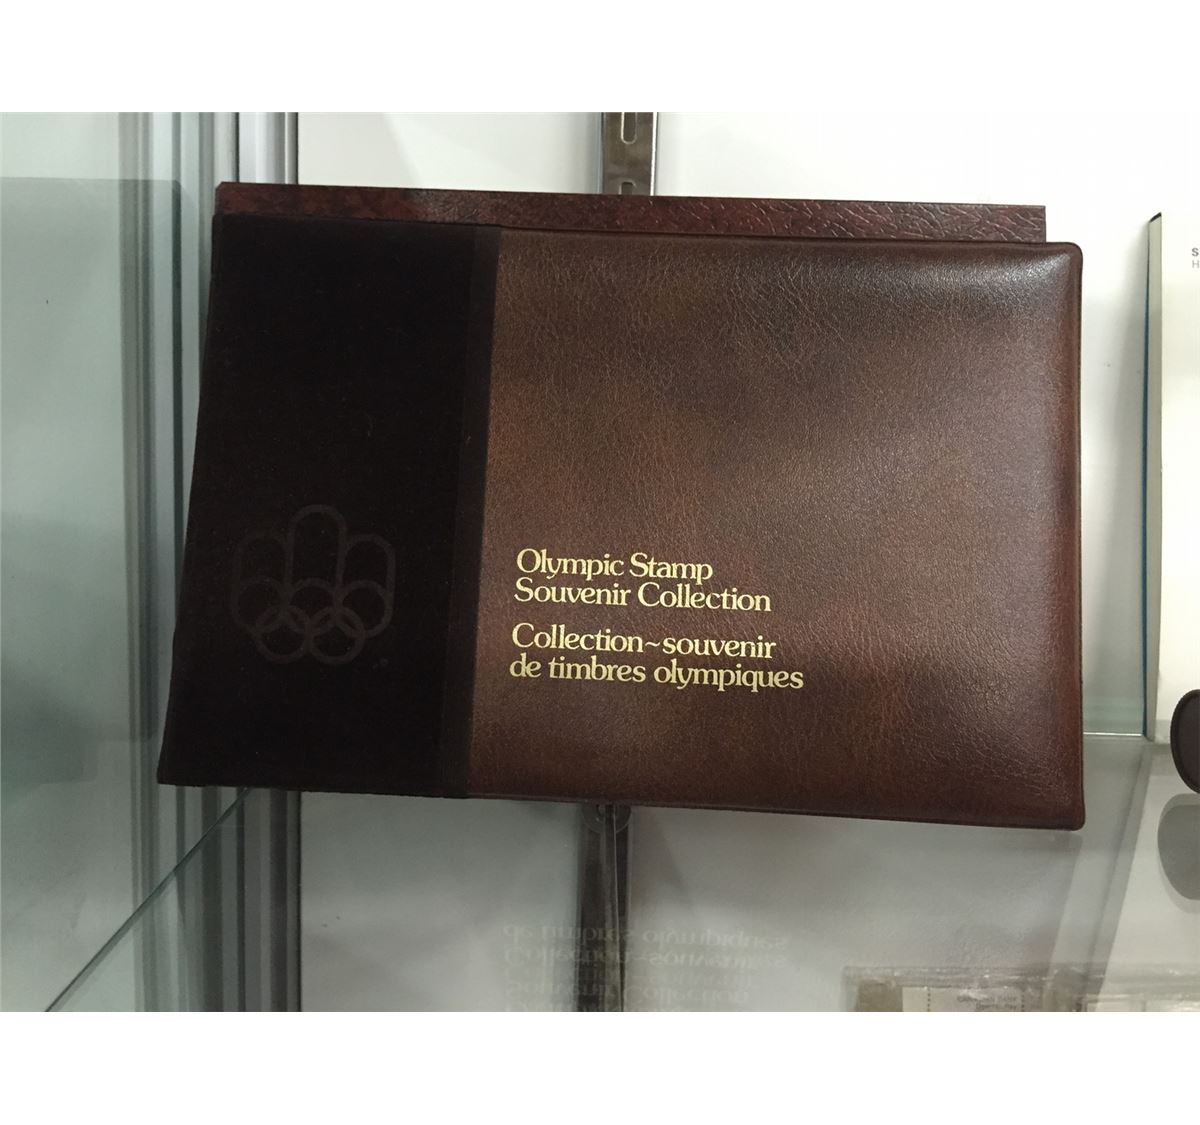 Olympic Stamp
Souvenir Collection
Collection~souvenir
de timbres olympiques